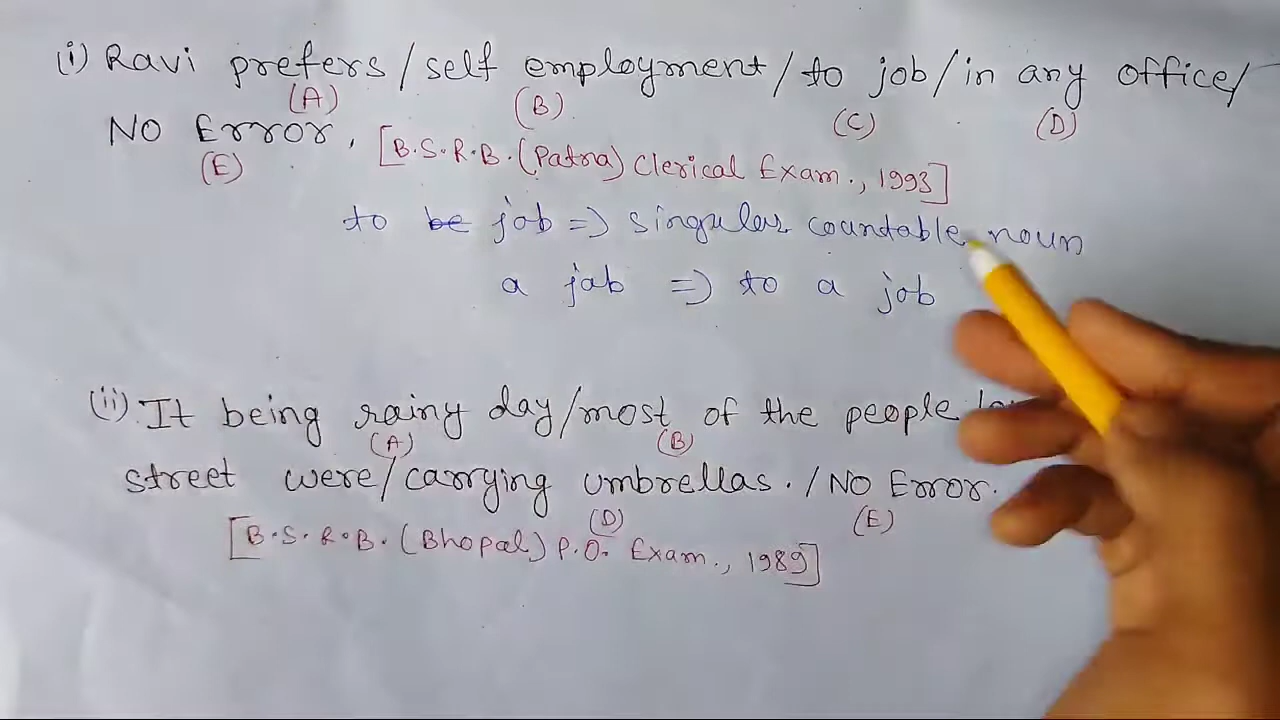 (i) Ravi prefers / self employment / to job / in any office /
(A) (B) (C) (D)
NO Error. [B.S.R.B. (Patna) Clerical Exam., 1993]
(E)
to be job => singular countable noun
a jab => to a job
(ii) It being rainy day / most of the people
(A) (B)
street were / carrying umbrellas. / NO Error.
(D) (E)
[B.S.R.B. (Bhopal) P.O. Exam., 1989]